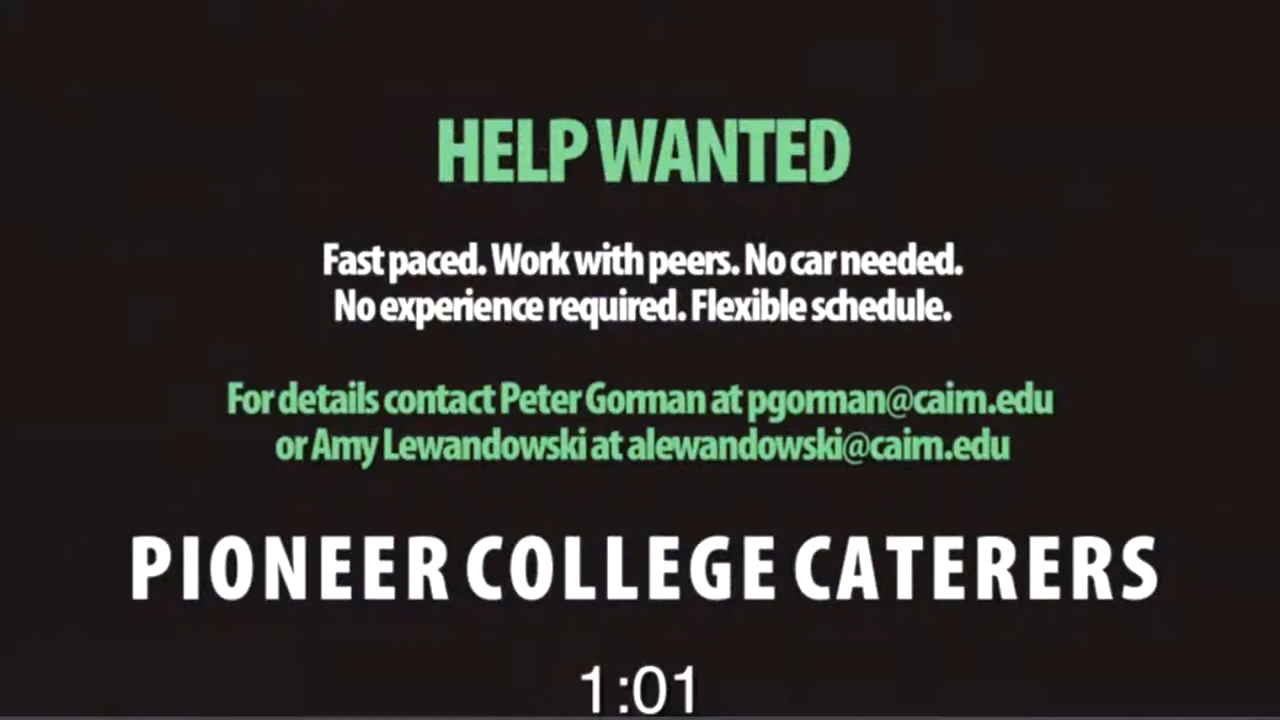 HELP WANTED
Fast paced. Work with peers. No car needed.
No experience required. Flexible schedule.
For details contact Peter Gorman at pgorman@cairn.edu
or Amy Lewandowski at alewandowski@cairn.edu
PIONEER COLLEGE CATERERS
1:01